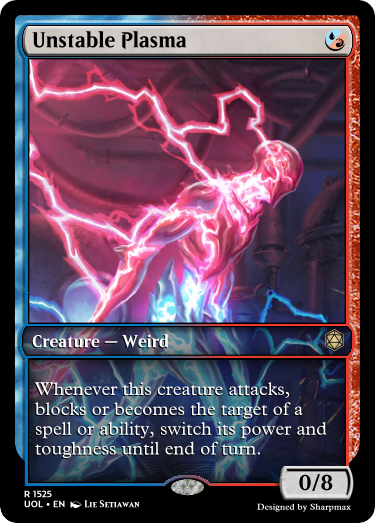 Unstable Plasma
Creature — Weird
Whenever this creature attacks,
blocks or becomes the target of a
spell or ability, switch its power and
toughness until end of turn.
0/8
R 1525
UOL • EN Lie Setiawan
Designed by Sharpmax